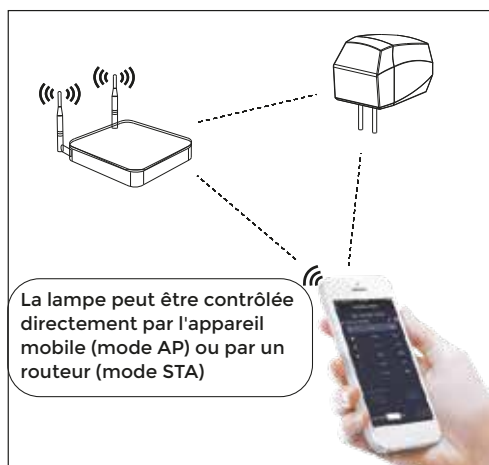 La lampe peut être contrôlée
directement par l'appareil
mobile (mode AP) ou par un
routeur (mode STA)